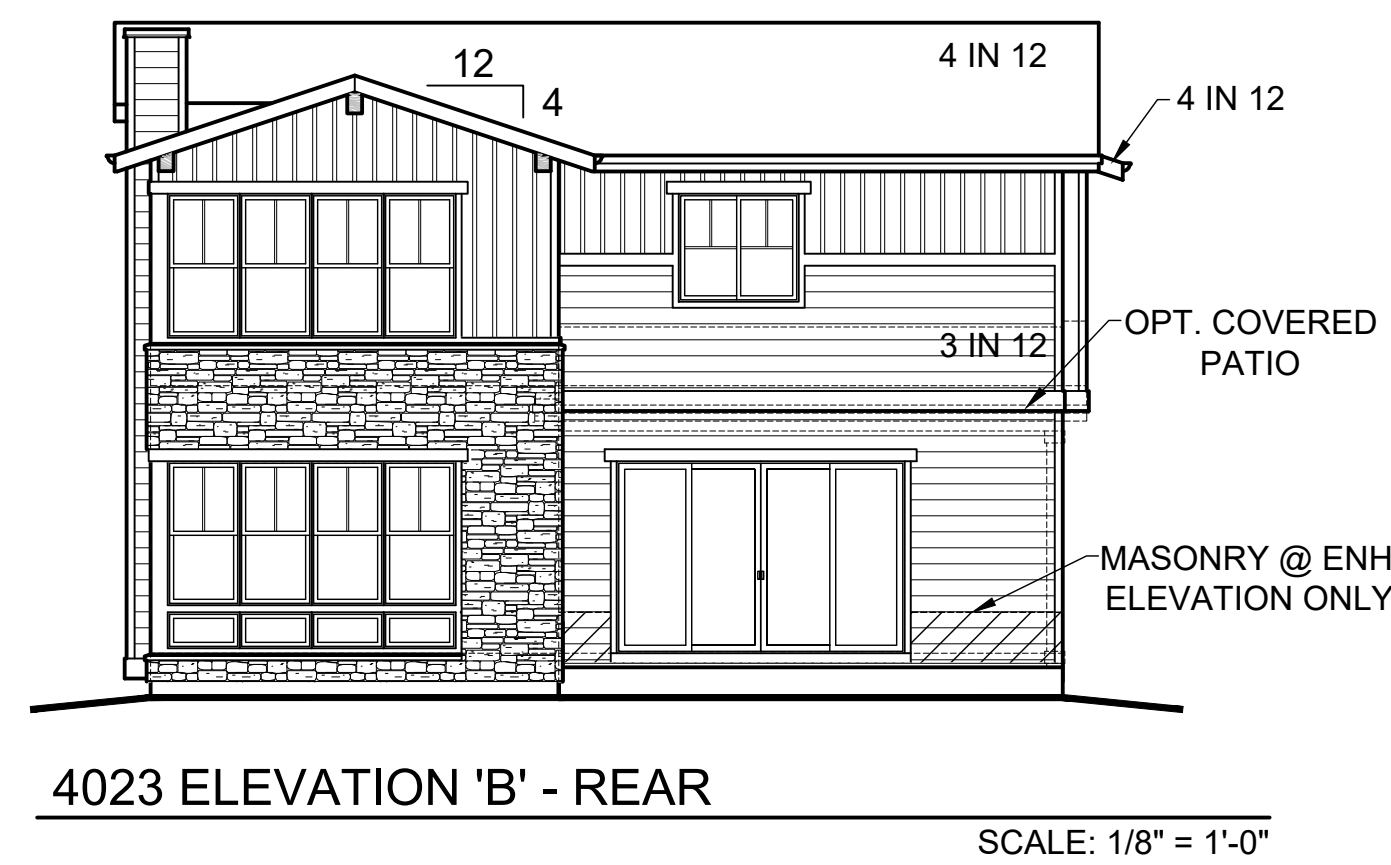 12
4
4 IN 12
4 IN 12
OPT. COVERED
PATIO
3 IN 12
MASONRY @ ENH
ELEVATION ONLY
4023 ELEVATION 'B' - REAR
SCALE: 1/8" = 1'-0"